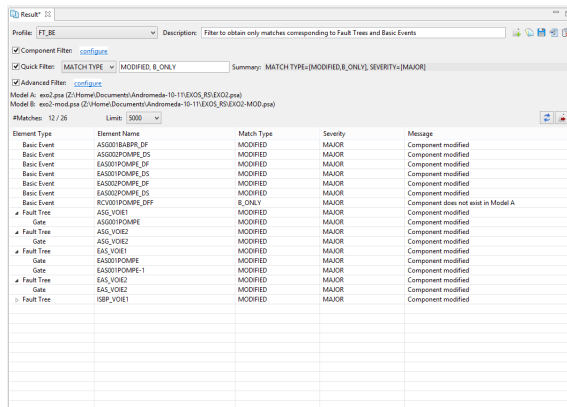 Result*
Profile: FT_BE Description: Filter to obtain only matches corresponding to Fault Trees and Basic Events
Component Filter: configure
Quick Filter: MATCH TYPE MODIFIED, B_ONLY Summary: MATCH TYPE=[MODIFIED,B_ONLY], SEVERITY=[MAJOR]
Advanced Filter: configure
Model A: exo2.psa (Z:\Home\Documents\Andromeda-10-11\EXOS_RS\EXO2.psa)
Model B: exo2-mod.psa (Z:\Home\Documents\Andromeda-10-11\EXOS_RS\EXO2-MOD.psa)
#Matches: 12 / 26 Limit: 5000
Element Type Element Name Match Type Severity Message
Basic Event ASG001BABPR_DF MODIFIED MAJOR Component modified
Basic Event ASG002POMPE_DS MODIFIED MAJOR Component modified
Basic Event EAS001POMPE_DF MODIFIED MAJOR Component modified
Basic Event EAS001POMPE_DS MODIFIED MAJOR Component modified
Basic Event EAS002POMPE_DF MODIFIED MAJOR Component modified
Basic Event EAS002POMPE_DS MODIFIED MAJOR Component modified
Basic Event RCV001POMPE_DFF B_ONLY MAJOR Component does not exist in Model A
Fault Tree ASG_VOIE1 MODIFIED MAJOR Component modified
Gate ASG001POMPE MODIFIED MAJOR Component modified
Fault Tree ASG_VOIE2 MODIFIED MAJOR Component modified
Gate ASG_VOIE2 MODIFIED MAJOR Component modified
Fault Tree EAS_VOIE1 MODIFIED MAJOR Component modified
Gate EAS001POMPE MODIFIED MAJOR Component modified
Gate EAS001POMPE-1 MODIFIED MAJOR Component modified
Fault Tree EAS_VOIE2 MODIFIED MAJOR Component modified
Gate EAS_VOIE2 MODIFIED MAJOR Component modified
Fault Tree ISBP_VOIE1 MODIFIED MAJOR Component modified